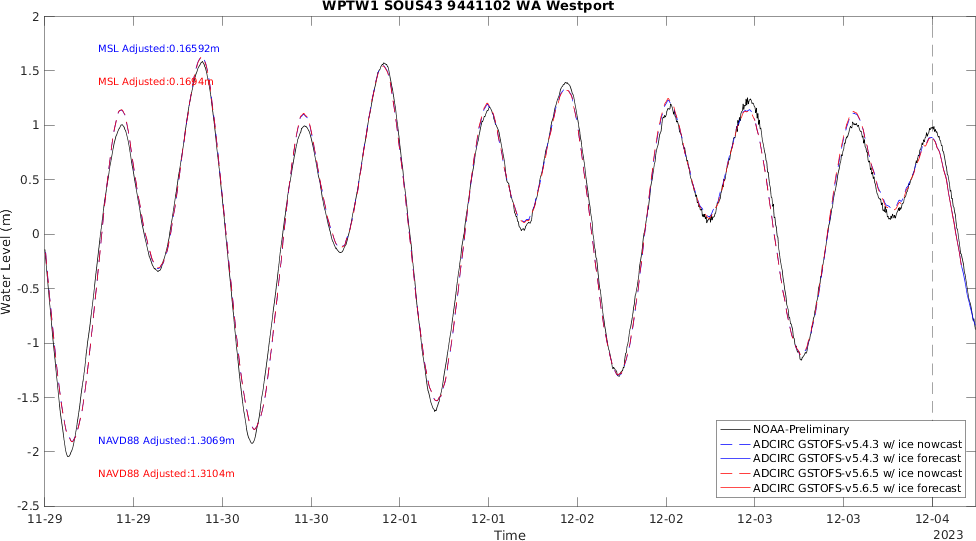 WPTW1 SOUS43 9441102 WA Westport
2
1.5
1
0.5
0
-0.5
-1
-1.5
-2
-2.5
Water Level (m)
MSL Adjusted:0.16592m
MSL Adjusted:0.1694m
NAVD88 Adjusted:1.3069m
NAVD88 Adjusted:1.3104m
NOAA-Preliminary
ADCIRC GSTOFS-v5.4.3 w/ ice nowcast
ADCIRC GSTOFS-v5.4.3 w/ ice forecast
ADCIRC GSTOFS-v5.6.5 w/ ice nowcast
ADCIRC GSTOFS-v5.6.5 w/ ice forecast
11-29 11-29 11-30 11-30 12-01 12-01 12-02 12-02 12-03 12-03 12-04
Time
2023